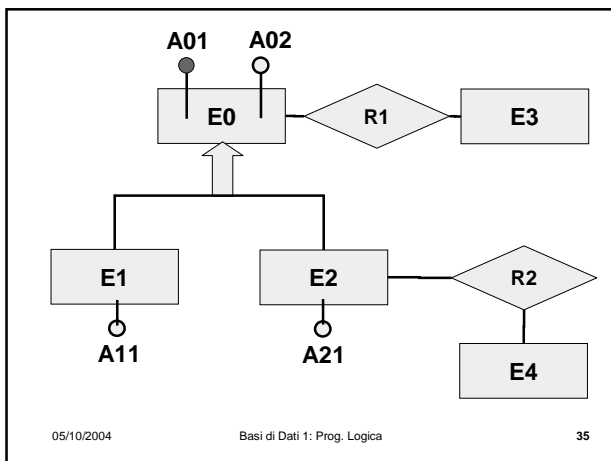 A01 A02
E0 R1 E3
E1 E2 R2
A11 A21
E4
05/10/2004 Basi di Dati 1: Prog. Logica 35